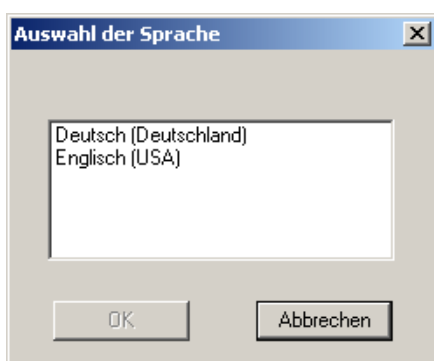 Auswahl der Sprache
Deutsch (Deutschland)
Englisch (USA)
OK
Abbrechen